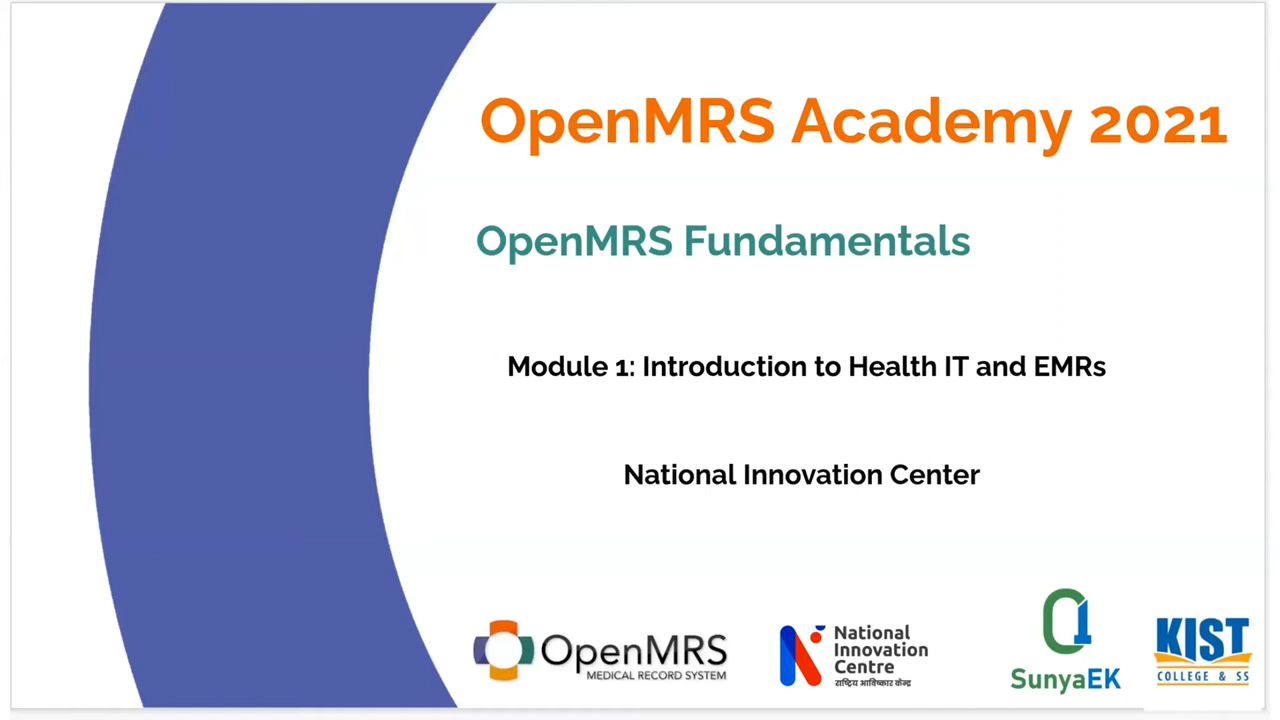 OpenMRS Academy 2021
OpenMRS Fundamentals
Module 1: Introduction to Health IT and EMRs
National Innovation Center
OpenMRS
MEDICAL RECORD SYSTEM
National
Innovation
Centre
राष्ट्रिय आविष्कार केन्द्र
SunyaEK
KIST
COLLEGE & SS